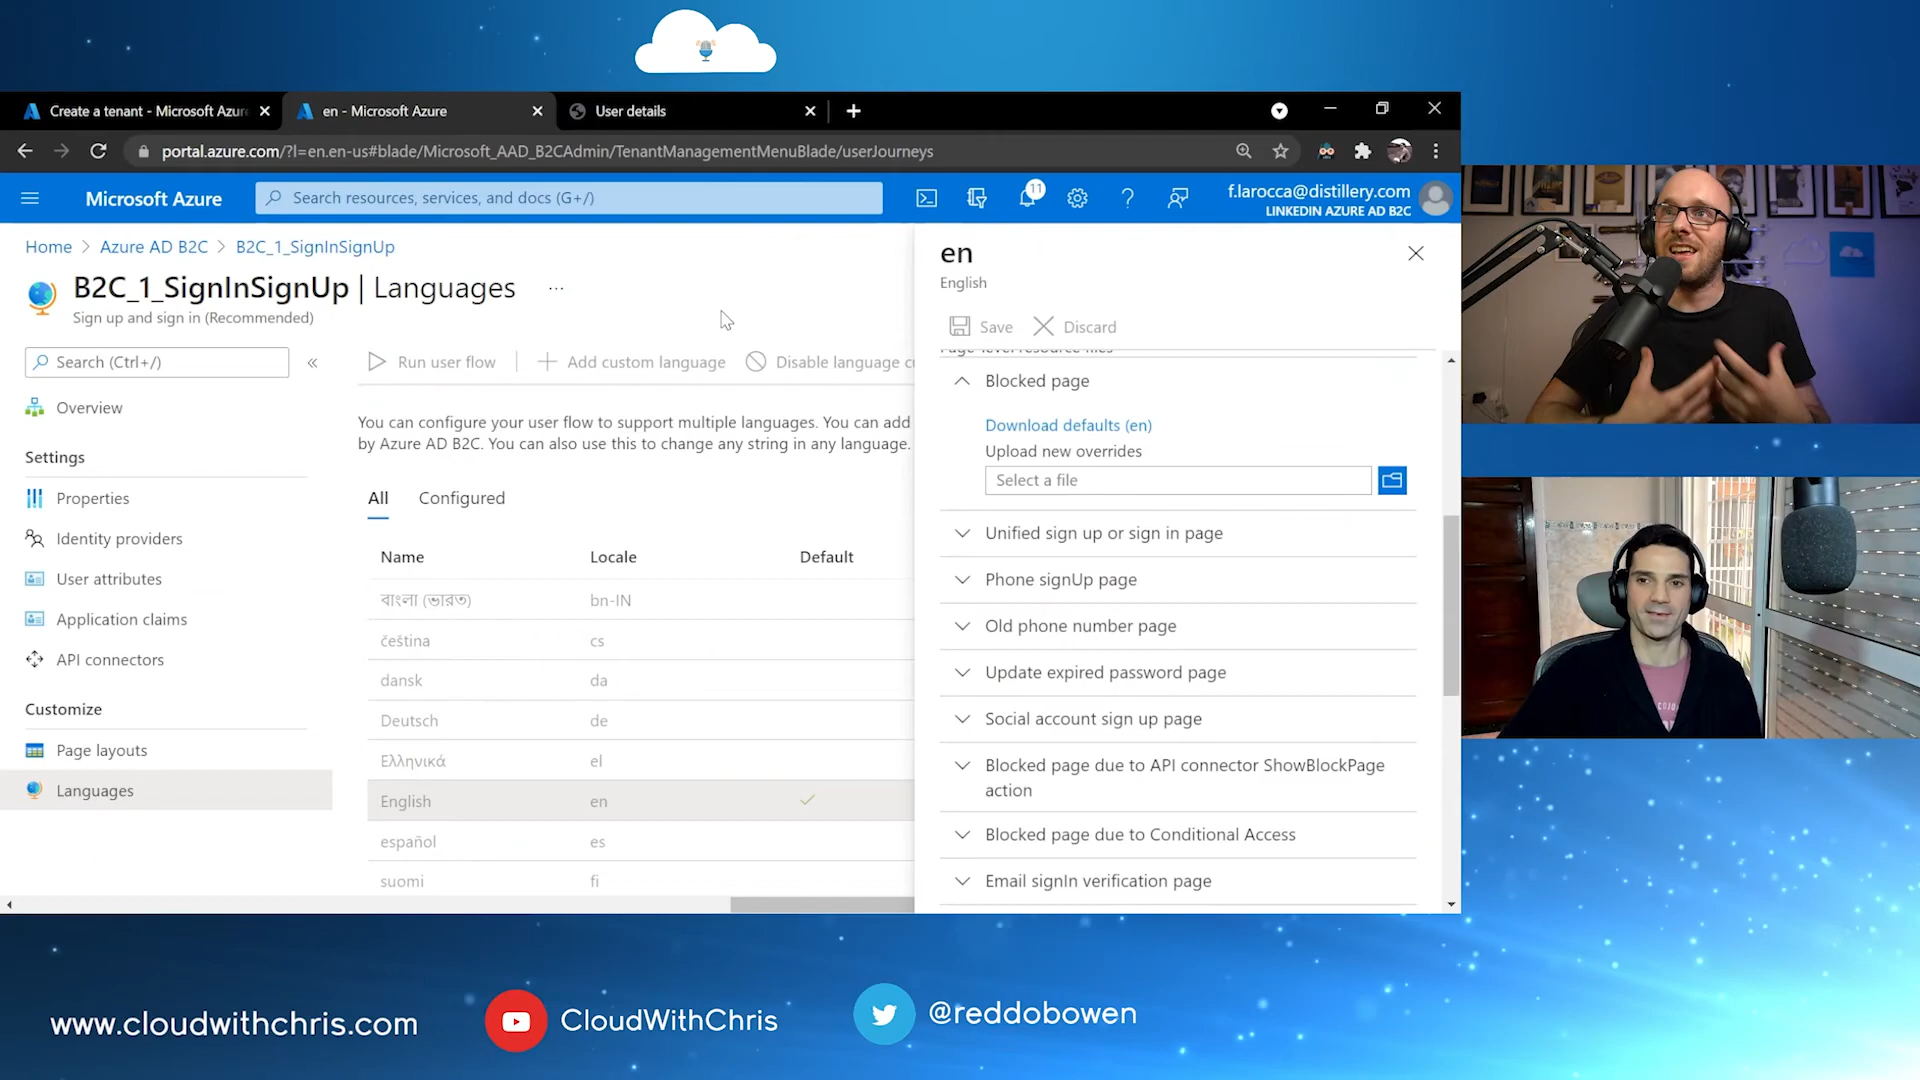 Create a tenant - Microsoft Azur
en - Microsoft Azure
User details
portal.azure.com/?l=en.en-us#blade/Microsoft_AAD_B2CAdmin/TenantManagementMenuBlade/userJourneys
Microsoft Azure
Search resources, services, and docs (G+/)
11
f.larocca@distillery.com
LINKEDIN AZURE AD B2C
Home > Azure AD B2C > B2C_1_SignInSignUp
B2C_1_SignInSignUp | Languages ...
Sign up and sign in (Recommended)
Search (Ctrl+/)
«
Overview
Settings
Properties
Identity providers
User attributes
Application claims
API connectors
Customize
Page layouts
Languages
Run user flow
Add custom language
Disable language cu
You can configure your user flow to support multiple languages. You can add
by Azure AD B2C. You can also use this to change any string in any language.
All
Configured
Name Locale Default
বাংলা (ভারত) bn-IN
čeština cs
dansk da
Deutsch de
Ελληνικά el
English en
español es
suomi fi
en
English
Save
Discard
Page-level resource files
Blocked page
Download defaults (en)
Upload new overrides
Select a file
Unified sign up or sign in page
Phone signUp page
Old phone number page
Update expired password page
Social account sign up page
Blocked page due to API connector ShowBlockPage
action
Blocked page due to Conditional Access
Email signIn verification page
www.cloudwithchris.com
CloudWithChris
@reddobowen